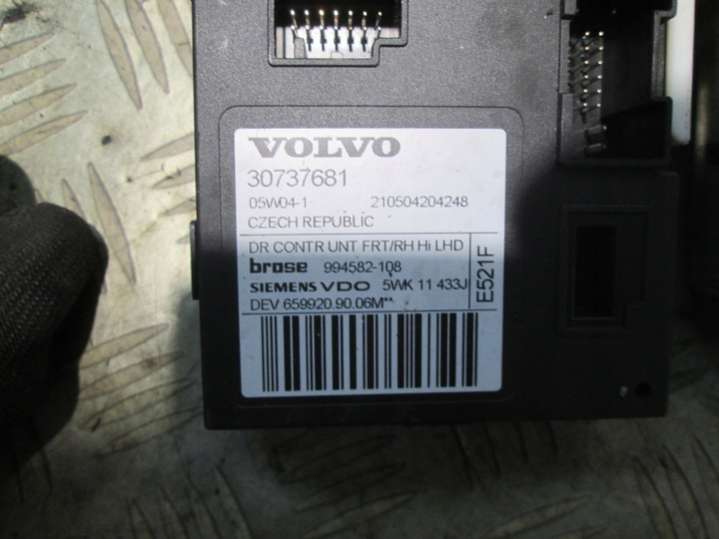 VOLVO
30737681
05W04-1 210504204248
CZECH REPUBLIC
DR CONTR UNT FRT/RH Hi LHD
brose 994582-108
SIEMENS VDO 5WK 11 433J
DEV 659920.90.06M**
E521F